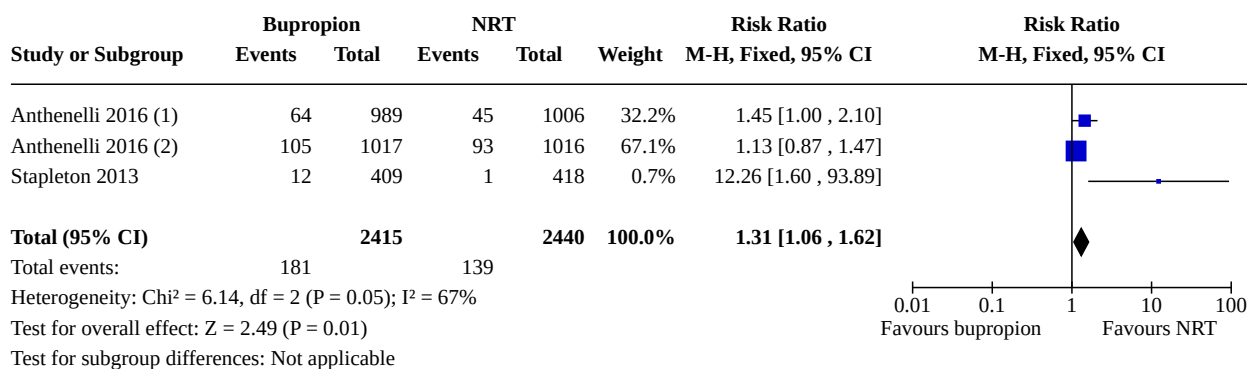 Bupropion NRT Risk Ratio Risk Ratio
Study or Subgroup Events Total Events Total Weight M-H, Fixed, 95% CI M-H, Fixed, 95% CI
Anthenelli 2016 (1) 64 989 45 1006 32.2% 1.45 [1.00 , 2.10]
Anthenelli 2016 (2) 105 1017 93 1016 67.1% 1.13 [0.87 , 1.47]
Stapleton 2013 12 409 1 418 0.7% 12.26 [1.60 , 93.89]
Total (95% CI) 2415 2440 100.0% 1.31 [1.06 , 1.62]
Total events: 181 139
Heterogeneity: Chi² = 6.14, df = 2 (P = 0.05); I² = 67%
0.01 0.1 1 10 100
Test for overall effect: Z = 2.49 (P = 0.01) Favours bupropion Favours NRT
Test for subgroup differences: Not applicable